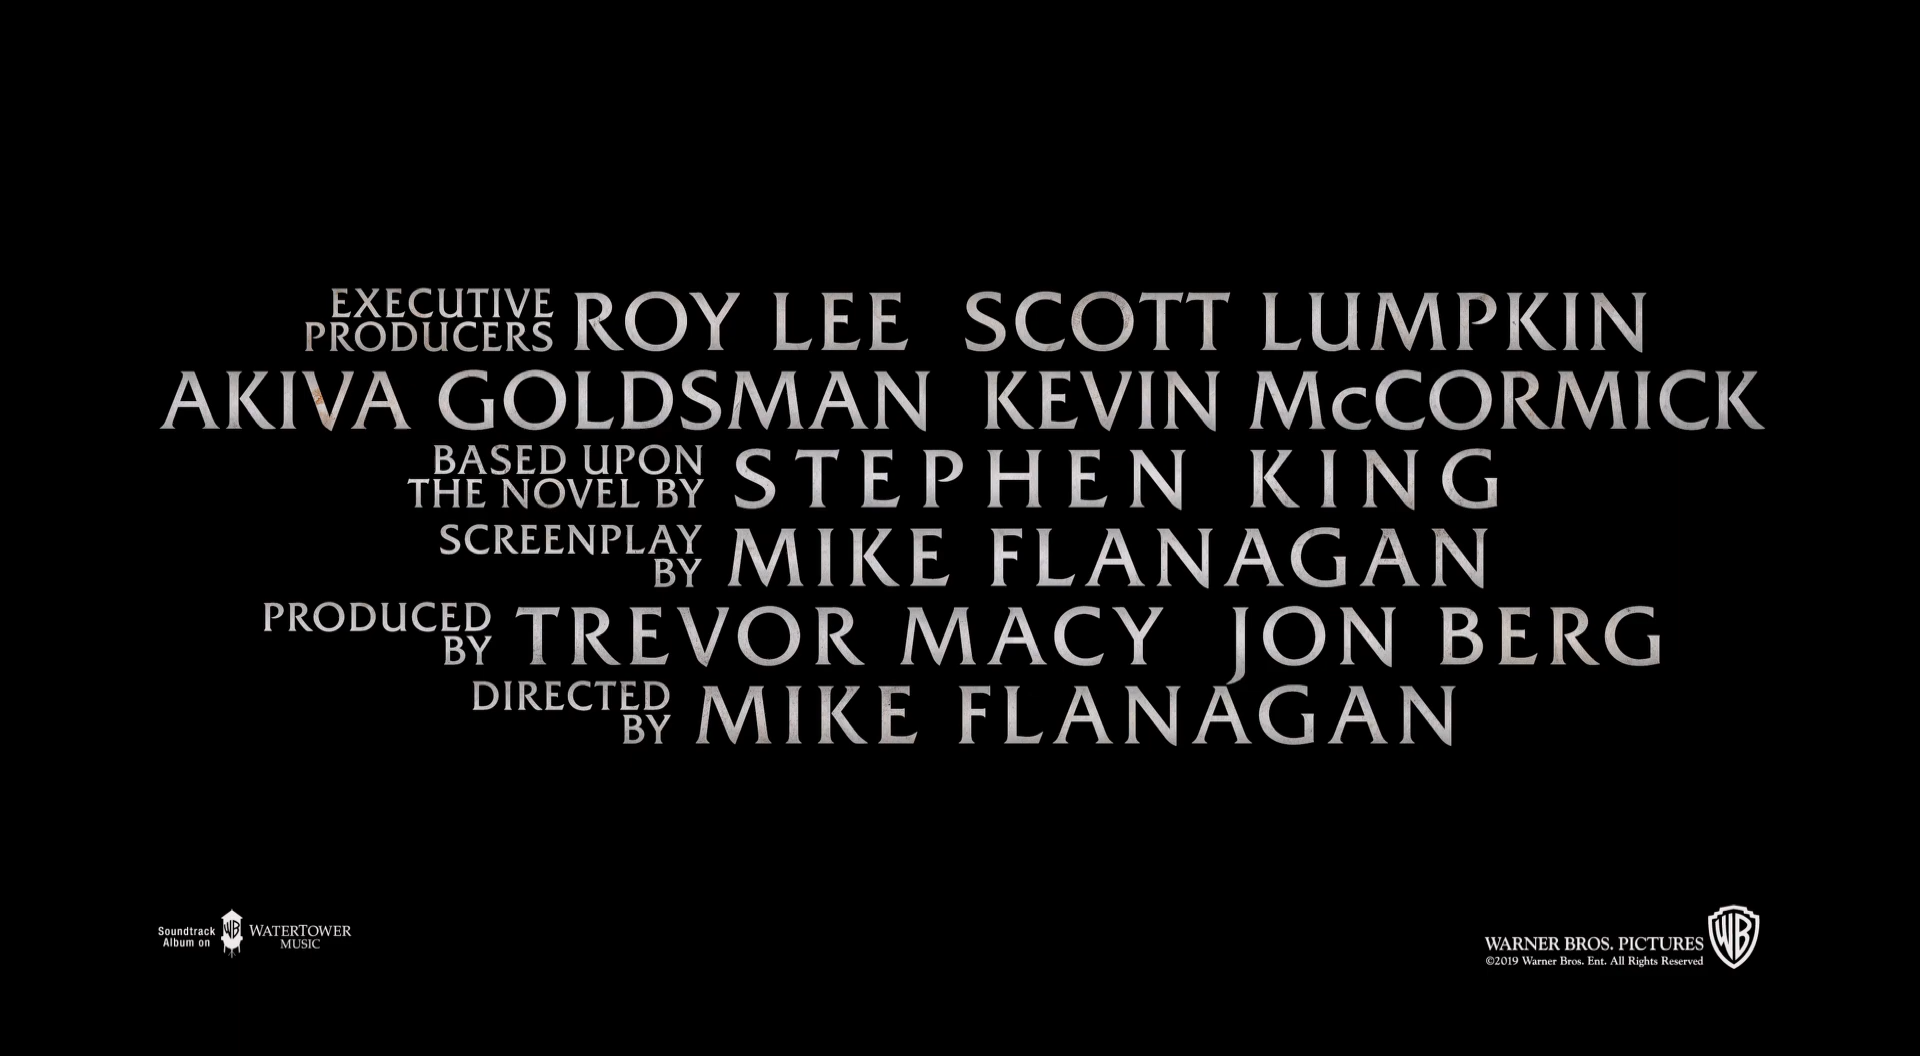 EXECUTIVE PRODUCERS ROY LEE SCOTT LUMPKIN
AKIVA GOLDSMAN KEVIN McCORMICK
BASED UPON THE NOVEL BY STEPHEN KING
SCREENPLAY BY MIKE FLANAGAN
PRODUCED BY TREVOR MACY JON BERG
DIRECTED BY MIKE FLANAGAN
Soundtrack Album on WB WATERTOWER MUSIC
WARNER BROS. PICTURES WB
©2019 Warner Bros. Ent. All Rights Reserved